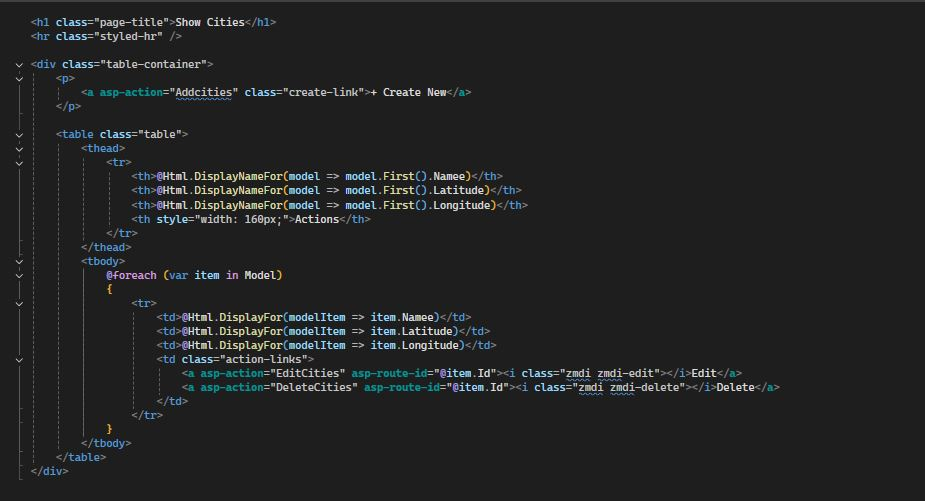 <h1 class="page-title">Show Cities</h1>
<hr class="styled-hr" />
<div class="table-container">
<p>
<a asp-action="Addcities" class="create-link">+ Create New</a>
</p>
<table class="table">
<thead>
<tr>
<th>@Html.DisplayNameFor(model => model.First().Namee)</th>
<th>@Html.DisplayNameFor(model => model.First().Latitude)</th>
<th>@Html.DisplayNameFor(model => model.First().Longitude)</th>
<th style="width: 160px;">Actions</th>
</tr>
</thead>
<tbody>
@foreach (var item in Model)
{
<tr>
<td>@Html.DisplayFor(modelItem => item.Namee)</td>
<td>@Html.DisplayFor(modelItem => item.Latitude)</td>
<td>@Html.DisplayFor(modelItem => item.Longitude)</td>
<td class="action-links">
<a asp-action="EditCities" asp-route-id="@item.Id"><i class="zmdi zmdi-edit"></i>Edit</a>
<a asp-action="DeleteCities" asp-route-id="@item.Id"><i class="zmdi zmdi-delete"></i>Delete</a>
</td>
</tr>
}
</tbody>
</table>
</div>